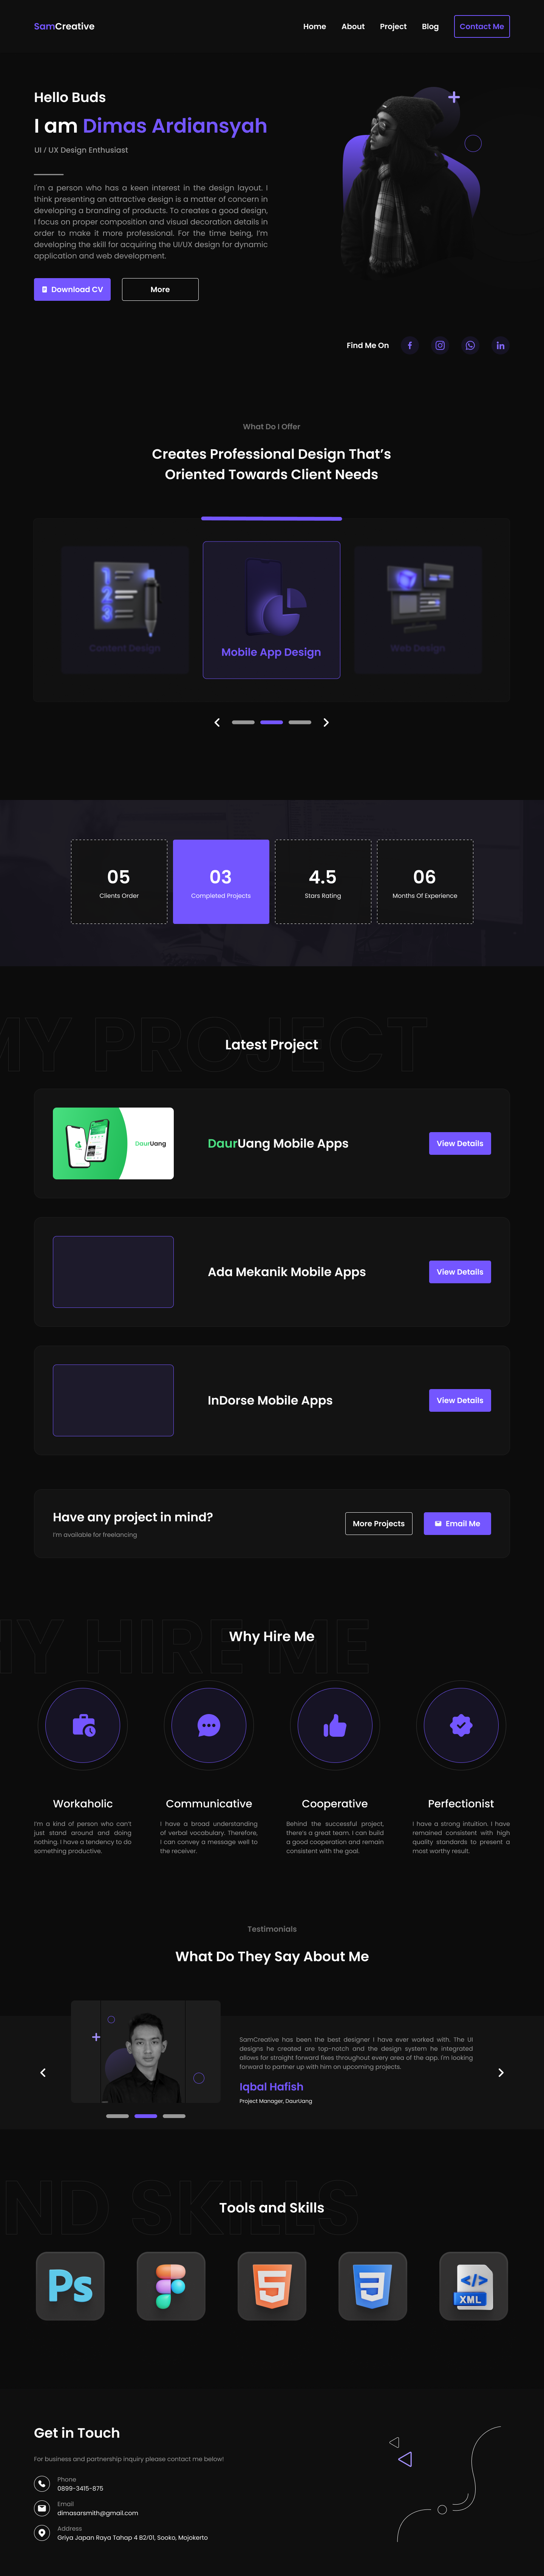 SamCreative
Home
About
Project
Blog
Contact Me
Hello Buds
I am Dimas Ardiansyah
UI / UX Design Enthusiast
I'm a person who has a keen interest in the design layout. I
think presenting an attractive design is a matter of concern in
developing a branding of products. To creates a good design,
I focus on proper composition and visual decoration details in
order to make it more professional. For the time being, I'm
developing the skill for acquiring the UI/UX design for dynamic
application and web development.
Download CV
More
Find Me On
What Do I Offer
Creates Professional Design That's
Oriented Towards Client Needs
Content Design
Mobile App Design
Web Design
05
Clients Order
03
Completed Projects
4.5
Stars Rating
06
Months Of Experience
MY PROJECT
Latest Project
DaurUang
DaurUang Mobile Apps
View Details
Ada Mekanik Mobile Apps
View Details
InDorse Mobile Apps
View Details
Have any project in mind?
I'm available for freelancing
More Projects
Email Me
HY HIRE ME
Why Hire Me
Workaholic
I'm a kind of person who can't
just stand around and doing
nothing. I have a tendency to do
something productive.
Communicative
I have a broad understanding
of verbal vocabulary. Therefore,
I can convey a message well to
the receiver.
Cooperative
Behind the successful project,
there's a great team. I can build
a good cooperation and remain
consistent with the goal.
Perfectionist
I have a strong intuition. I have
remained consistent with high
quality standards to present a
most worthy result.
Testimonials
What Do They Say About Me
SamCreative has been the best designer I have ever worked with. The UI
designs he created are top-notch and the design system he integrated
allows for straight forward fixes throughout every area of the app. I'm looking
forward to partner up with him on upcoming projects.
Iqbal Hafish
Project Manager, DaurUang
ND SKILLS
Tools and Skills
Ps
5
3
</>
XML
Get in Touch
For business and partnership inquiry please contact me below!
Phone
0899-3415-875
Email
dimasarsmith@gmail.com
Address
Griya Japan Raya Tahap 4 B2/01, Sooko, Mojokerto